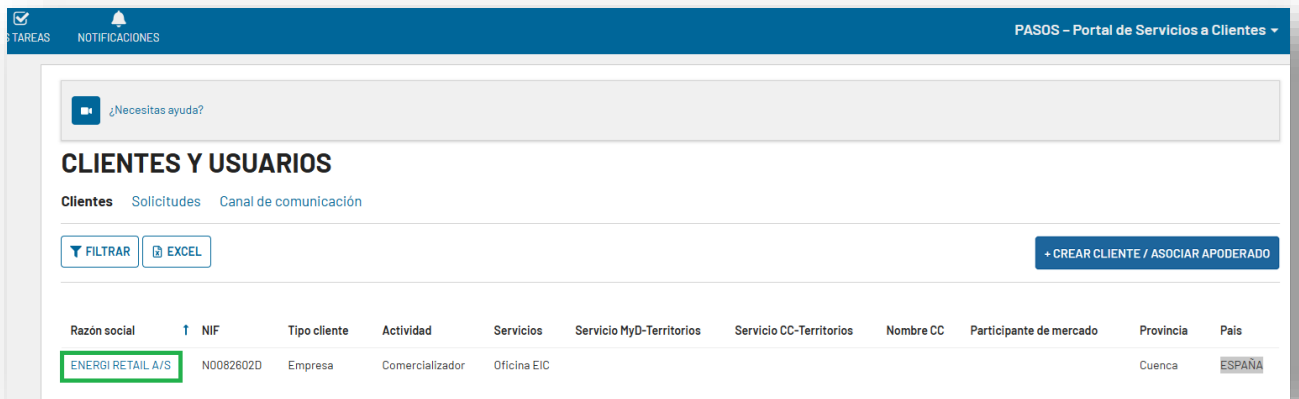 S TAREAS NOTIFICACIONES PASOS – Portal de Servicios a Clientes
¿Necesitas ayuda?
CLIENTES Y USUARIOS
Clientes Solicitudes Canal de comunicación
FILTRAR EXCEL + CREAR CLIENTE / ASOCIAR APODERADO
Razón social ↑ NIF Tipo cliente Actividad Servicios Servicio MyD-Territorios Servicio CC-Territorios Nombre CC Participante de mercado Provincia Pais
ENERGI RETAIL A/S N0082602D Empresa Comercializador Oficina EIC Cuenca ESPAÑA